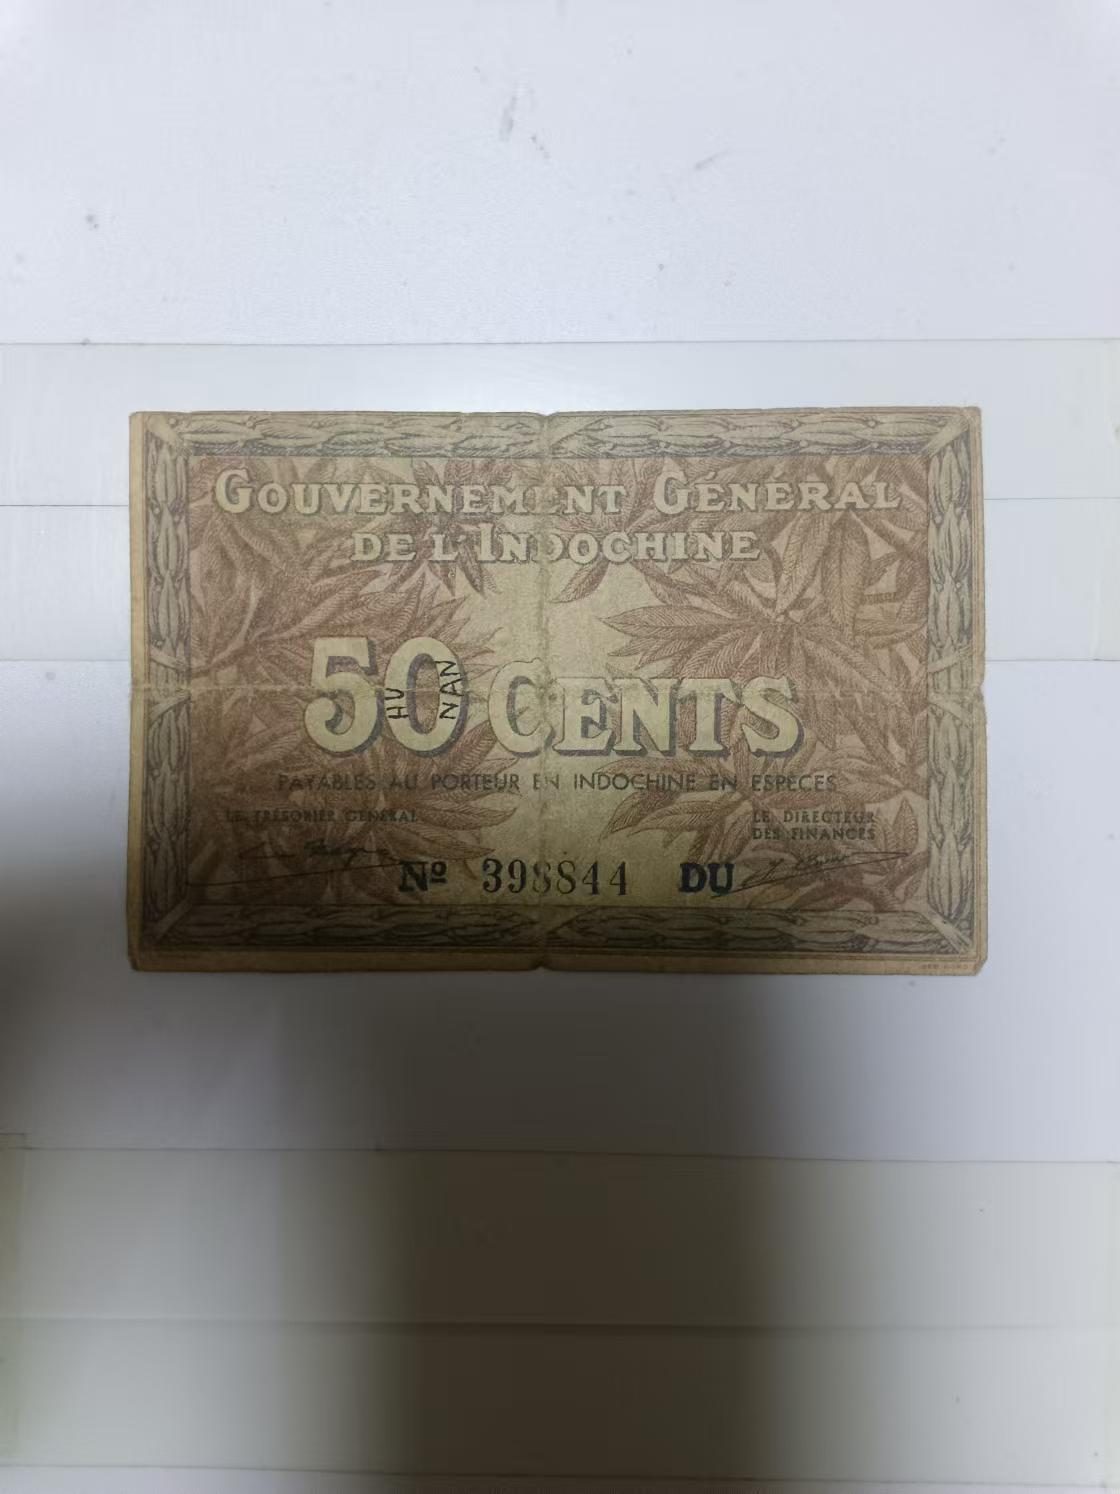 GOUVERNEMENT GÉNÉRAL
DE L'INDOCHINE
50 CENTS
HU
NAN
PAYABLES AU PORTEUR EN INDOCHINE EN ESPÈCES
LE TRÉSORIER GÉNÉRAL
LE DIRECTEUR
DES FINANCES
Nº 398844 DU